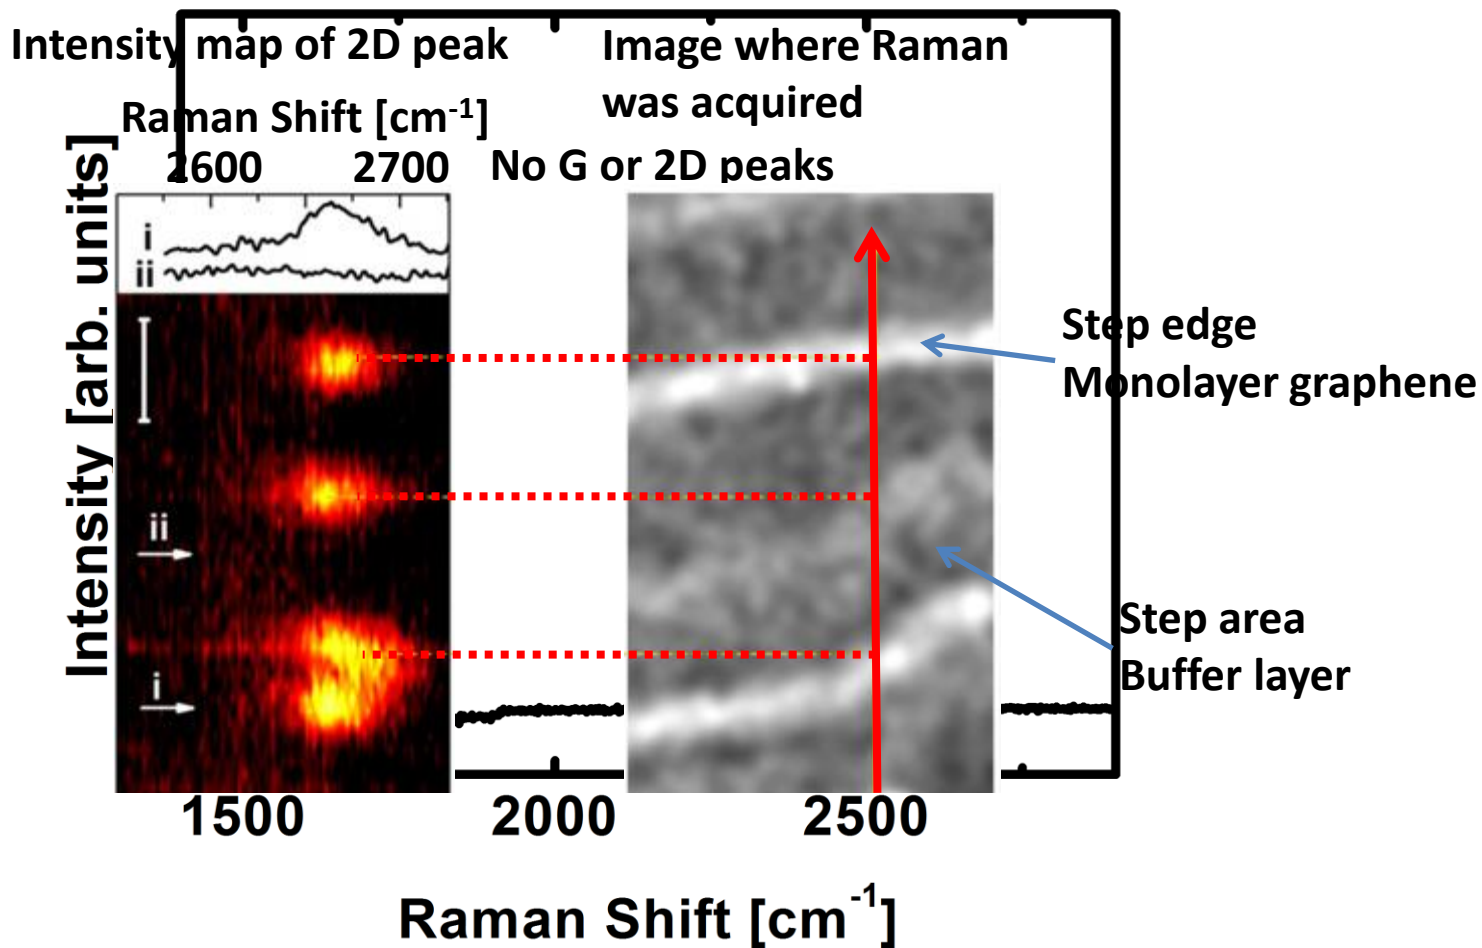 Intensity map of 2D peak
Image where Raman
was acquired
Raman Shift [cm-1]
2600 2700
No G or 2D peaks
Intensity [arb. units]
i
ii
Step edge
Monolayer graphene
ii
Step area
Buffer layer
i
1500 2000 2500
Raman Shift [cm-1]